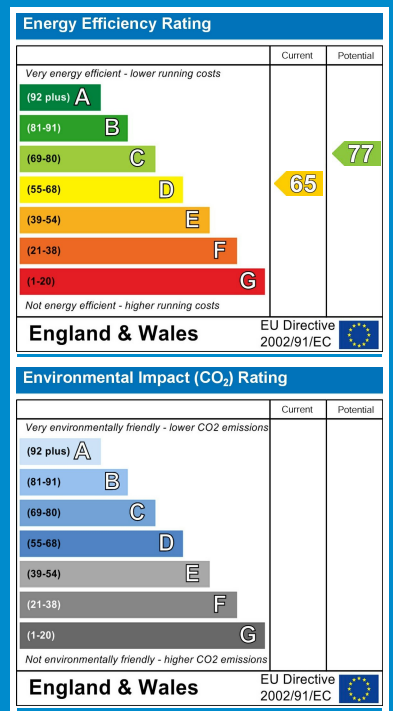 Energy Efficiency Rating
Current Potential
Very energy efficient - lower running costs
(92 plus) A
(81-91) B
(69-80) C
77
(55-68) D
65
(39-54) E
(21-38) F
(1-20) G
Not energy efficient - higher running costs
England & Wales
EU Directive
2002/91/EC
Environmental Impact (CO₂) Rating
Current Potential
Very environmentally friendly - lower CO2 emissions
(92 plus) A
(81-91) B
(69-80) C
(55-68) D
(39-54) E
(21-38) F
(1-20) G
Not environmentally friendly - higher CO2 emissions
England & Wales
EU Directive
2002/91/EC